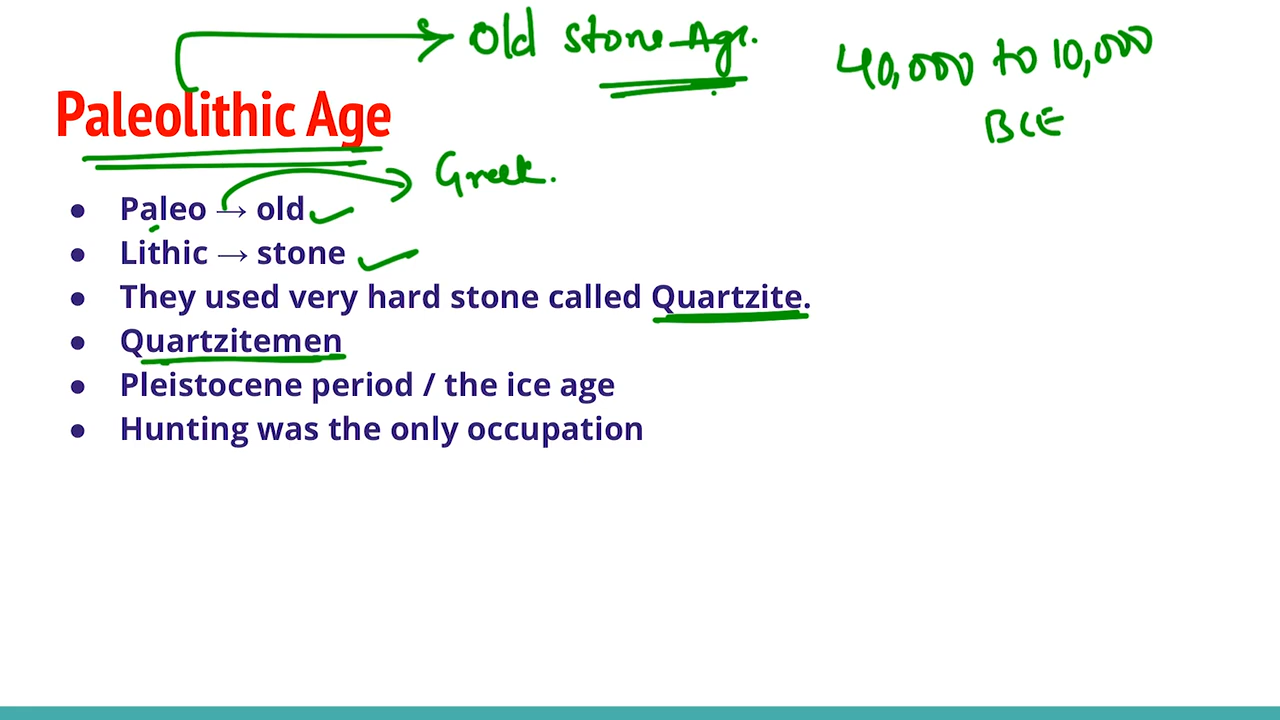 Old stone Age.
40,000 to 10,000
BCE
Paleolithic Age
Greek.
● Paleo → old
● Lithic → stone
● They used very hard stone called Quartzite.
● Quartzitemen
● Pleistocene period / the ice age
● Hunting was the only occupation